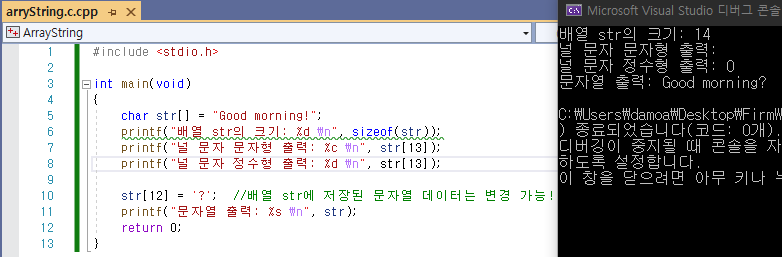 arryString.c.cpp
ArrayString
1 #include <stdio.h>
2
3 int main(void)
4 {
5 char str[] = "Good morning!";
6 printf("배열 str의 크기: %d ₩n", sizeof(str));
7 printf("널 문자 문자형 출력: %c ₩n", str[13]);
8 printf("널 문자 정수형 출력: %d ₩n", str[13]);
9
10 str[12] = '?'; //배열 str에 저장된 문자열 데이터는 변경 가능!
11 printf("문자열 출력: %s ₩n", str);
12 return 0;
13 }
Microsoft Visual Studio 디버그 콘솔
배열 str의 크기: 14
널 문자 문자형 출력:
널 문자 정수형 출력: 0
문자열 출력: Good morning?
C:₩Users₩damoa₩Desktop₩Firm₩
) 종료되었습니다(코드: 0개).
디버깅이 중지될 때 콘솔을 자
하도록 설정합니다.
이 창을 닫으려면 아무 키나